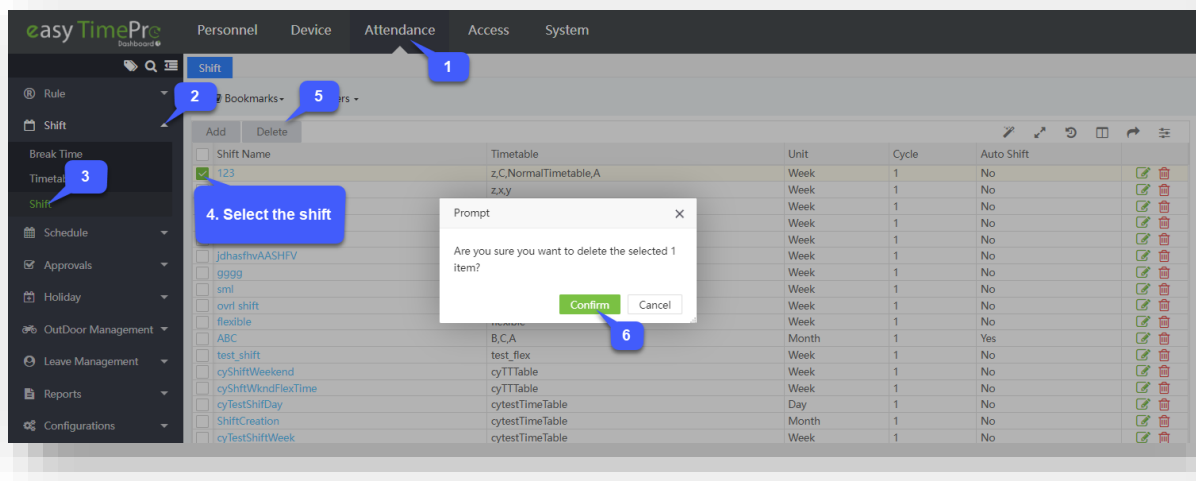 easy TimePro
Dashboard
Personnel Device Attendance Access System
1
Shift
Rule
2
Bookmarks
5
rs
Shift
Add Delete
Break Time
Shift Name Timetable Unit Cycle Auto Shift
Timeta
3
123 z,C,NormalTimetable,A Week 1 No
z,x,y Week 1 No
Shift
4. Select the shift
Prompt
Week 1 No
Week 1 No
Schedule
Week 1 No
Are you sure you want to delete the selected 1
item?
jdhasfhvAASHFV Week 1 No
Approvals
gggg Week 1 No
sml Week 1 No
Holiday
ovrl shift Week 1 No
Confirm Cancel
flexible Week 1 No
6
OutDoor Management
ABC B,C,A Month 1 Yes
test_shift test_flex Week 1 No
Leave Management
cyShiftWeekend cyTTTable Week 1 No
cyShftWkndFlexTime cyTTTable Week 1 No
Reports
cyTestShifDay cytestTimeTable Day 1 No
ShiftCreation cytestTimeTable Month 1 No
Configurations
cyTestShiftWeek cytestTimeTable Week 1 No